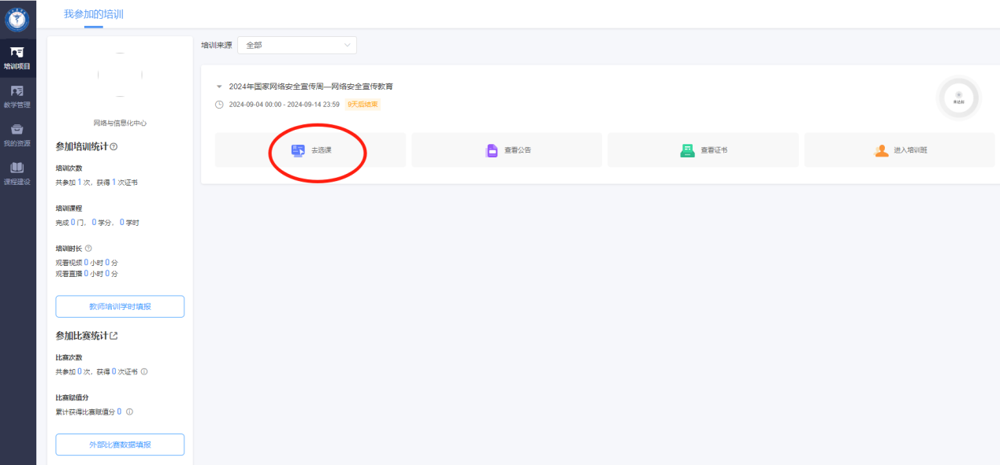 我参加的培训
培训项目
教学管理
我的资源
课程建设
网络与信息化中心
参加培训统计
培训次数
共参加 1 次，获得 1 次证书
培训课程
完成 0 门， 0 学分， 0 学时
培训时长
观看视频 0 小时 0 分
观看直播 0 小时 0 分
教师培训学时填报
参加比赛统计
比赛次数
共参加 0 次，获得 0 次证书
比赛赋值分
累计获得比赛赋值分 0
外部比赛数据填报
培训来源 全部
2024年国家网络安全宣传周—网络安全宣传教育
2024-09-04 00:00 - 2024-09-14 23:59 9天后结束
未达标
去选课
查看公告
查看证书
进入培训班